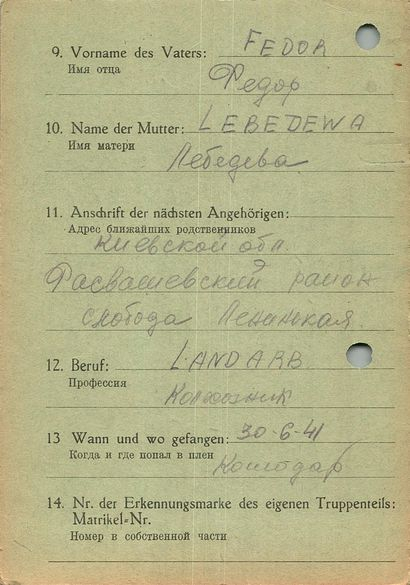 9. Vorname des Vaters: FEDOR
Имя отца
Федор
10. Name der Mutter: LEBEDEWA
Имя матери
Лебедева
11. Anschrift der nächsten Angehörigen:
Адрес ближайших родственников
Киевской обл.
район
слобода Ленинская
12. Beruf: LANDARB.
Профессия
Колхозник
13 Wann und wo gefangen: 30-6-41
Когда и где попал в плен
14. Nr. der Erkennungsmarke des eigenen Truppenteils:
Matrikel-Nr.
Номер в собственной части